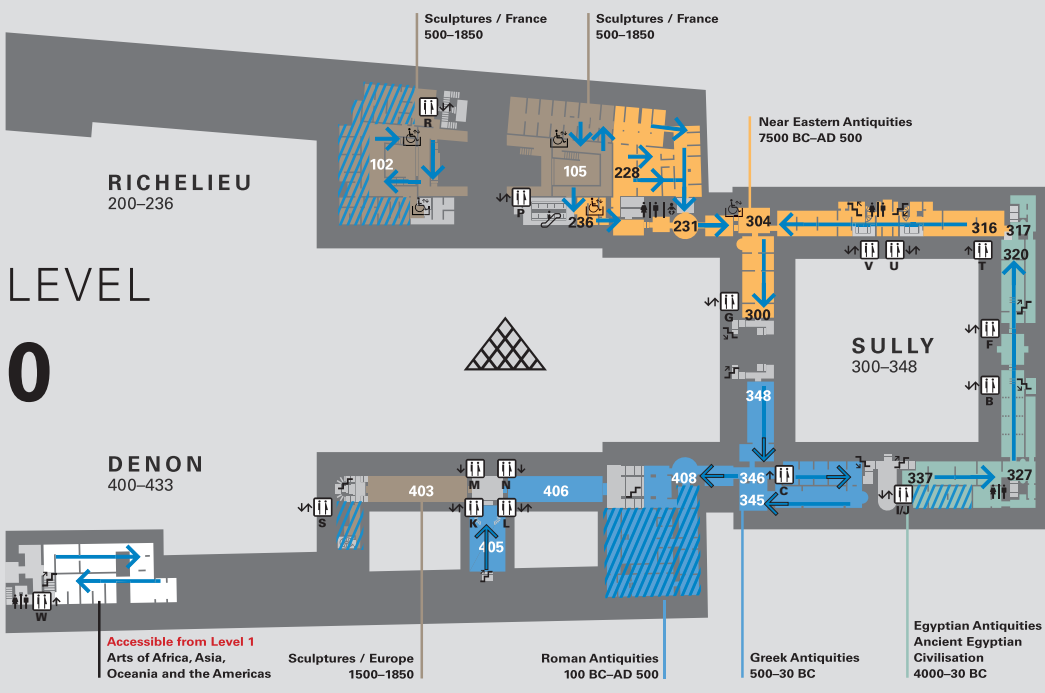 Sculptures / France
500–1850
Sculptures / France
500–1850
Near Eastern Antiquities
7500 BC–AD 500
R
102
105
228
P
236
231
304
316
317
320
V
U
T
G
300
F
B
RICHELIEU
200–236
LEVEL
0
SULLY
300–348
348
DENON
400–433
403
M
N
406
408
346
C
345
337
327
I/J
S
K
L
405
W
Accessible from Level 1
Arts of Africa, Asia,
Oceania and the Americas
Sculptures / Europe
1500–1850
Roman Antiquities
100 BC–AD 500
Greek Antiquities
500–30 BC
Egyptian Antiquities
Ancient Egyptian
Civilisation
4000–30 BC